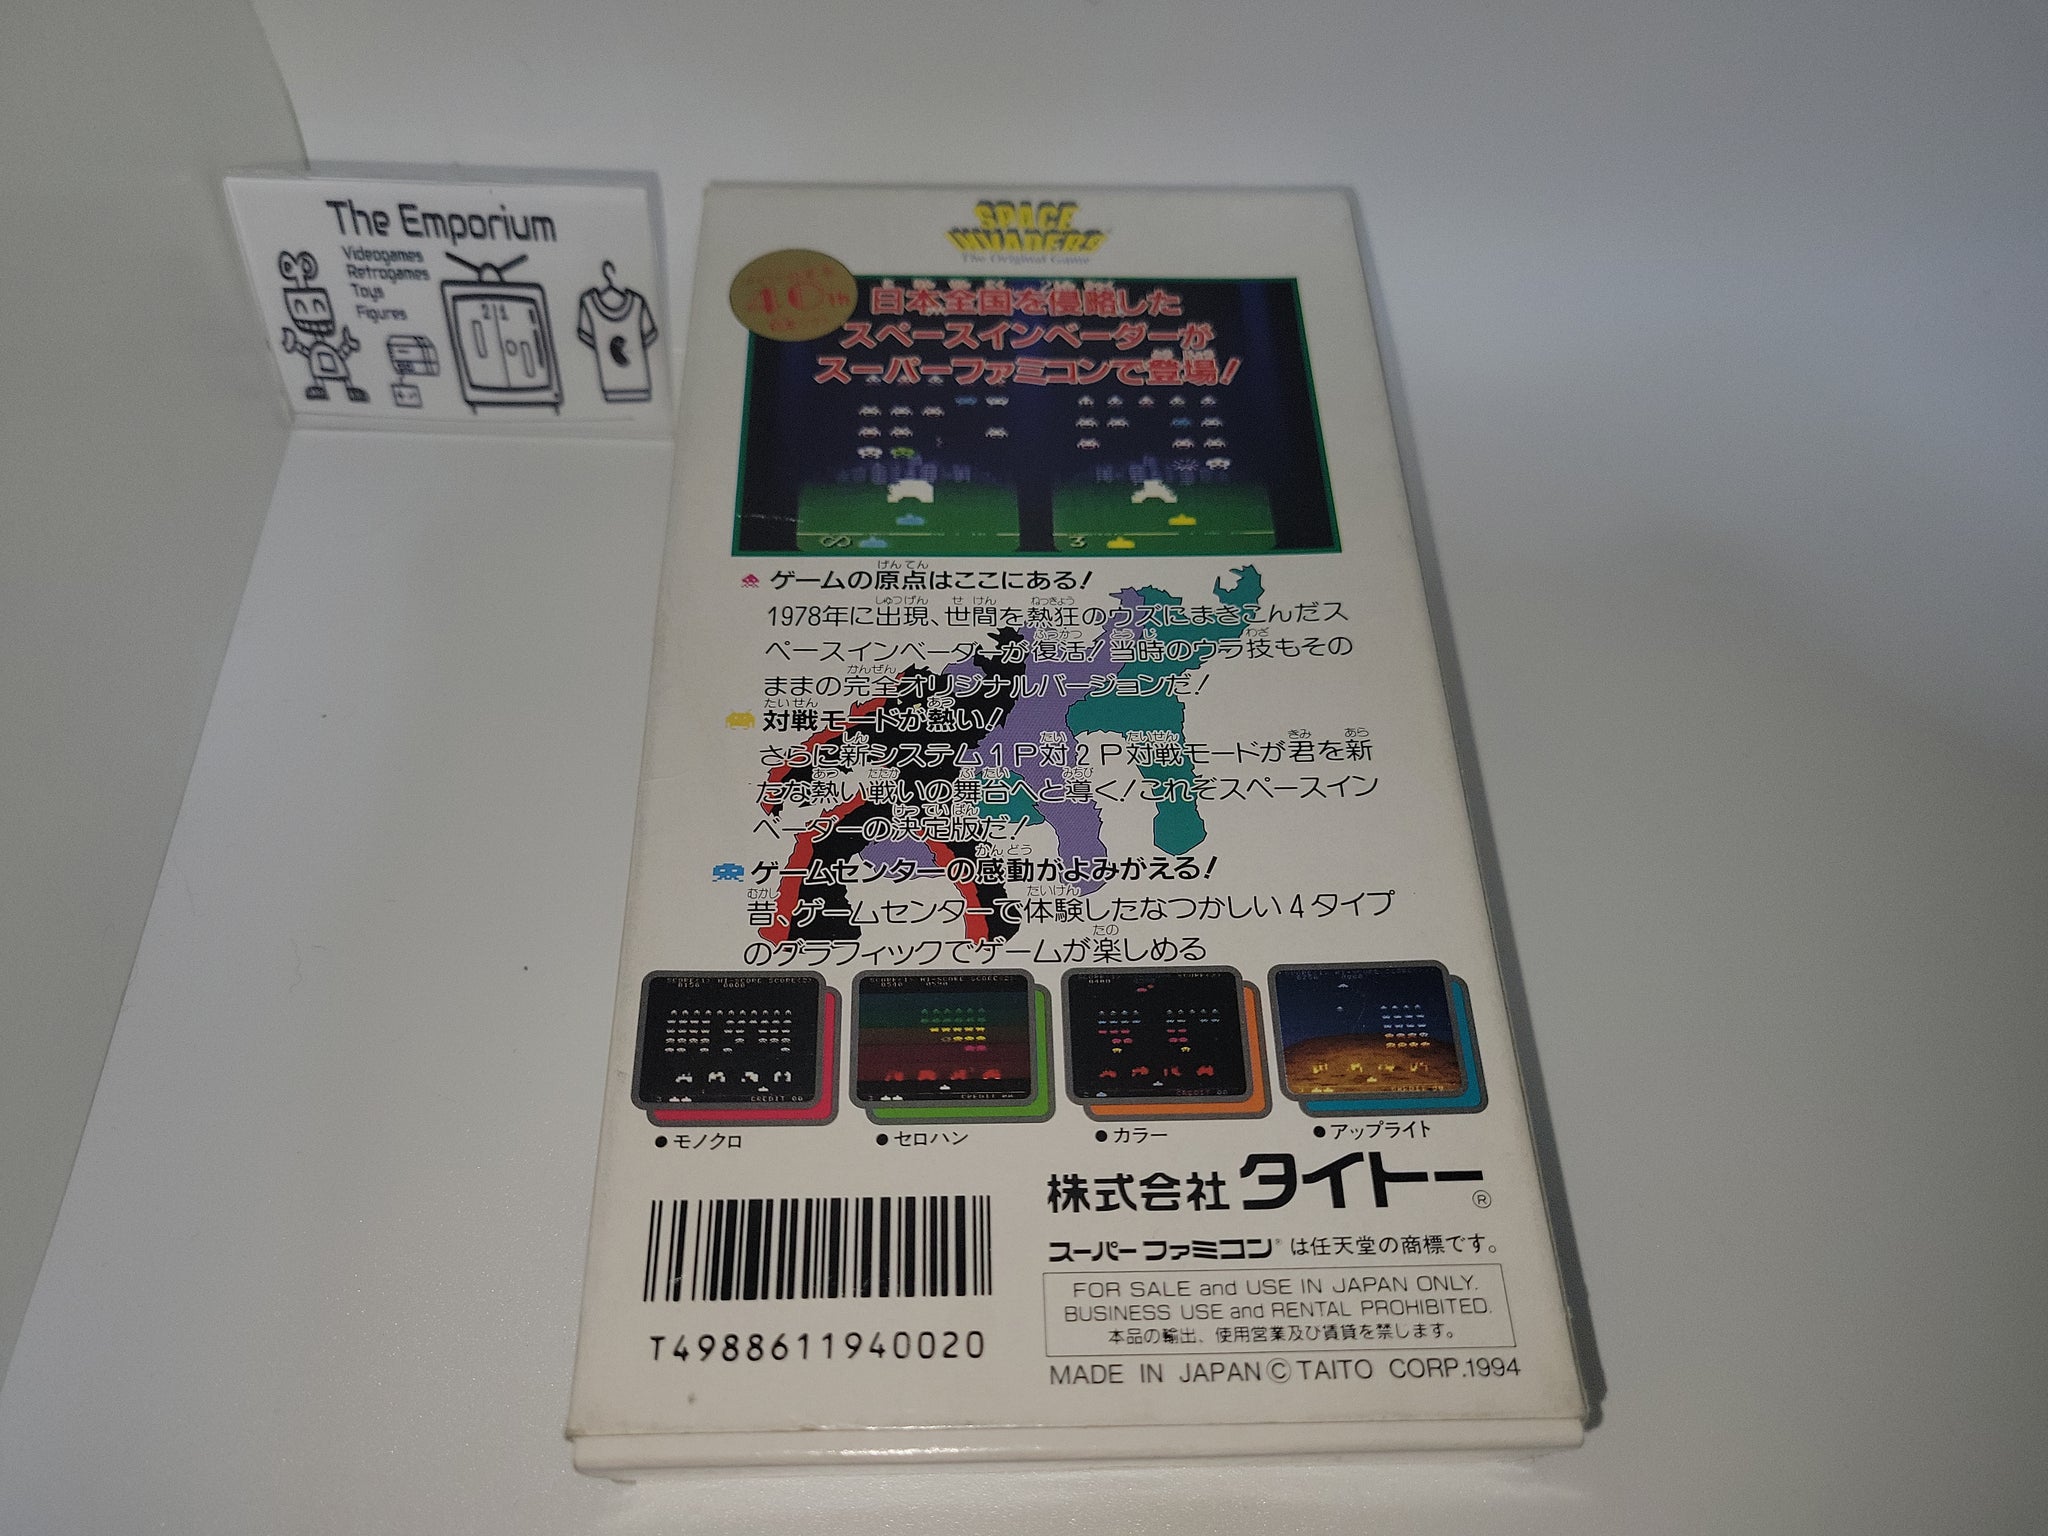 The Emporium
Videogames
Retrogames
Toys
Figures
SPACE
INVADERS
The Original Game
日本全国を侵略した
スペースインベーダーが
スーパーファミコンで登場!
∞
3
ゲームの原点はここにある!
1978年に出現、世間を熱狂のウズにまきこんだス
ペースインベーダーが復活!当時のウラ技もその
ままの完全オリジナルバージョンだ!
対戦モードが熱い!
さらに新システム1P対2P対戦モードが君を新
たな熱い戦いの舞台へと導く!これぞスペースイン
ベーダーの決定版だ!
ゲームセンターの感動がよみがえる!
昔、ゲームセンターで体験したなつかしい4タイプ
のグラフィックでゲームが楽しめる
●モノクロ
●セロハン
●カラー
●アップライト
株式会社タイトー®
スーパーファミコン®は任天堂の商標です。
FOR SALE and USE IN JAPAN ONLY.
BUSINESS USE and RENTAL PROHIBITED.
本品の輸出、使用営業及び賃貸を禁じます。
MADE IN JAPAN ©TAITO CORP.1994
T4988611940020